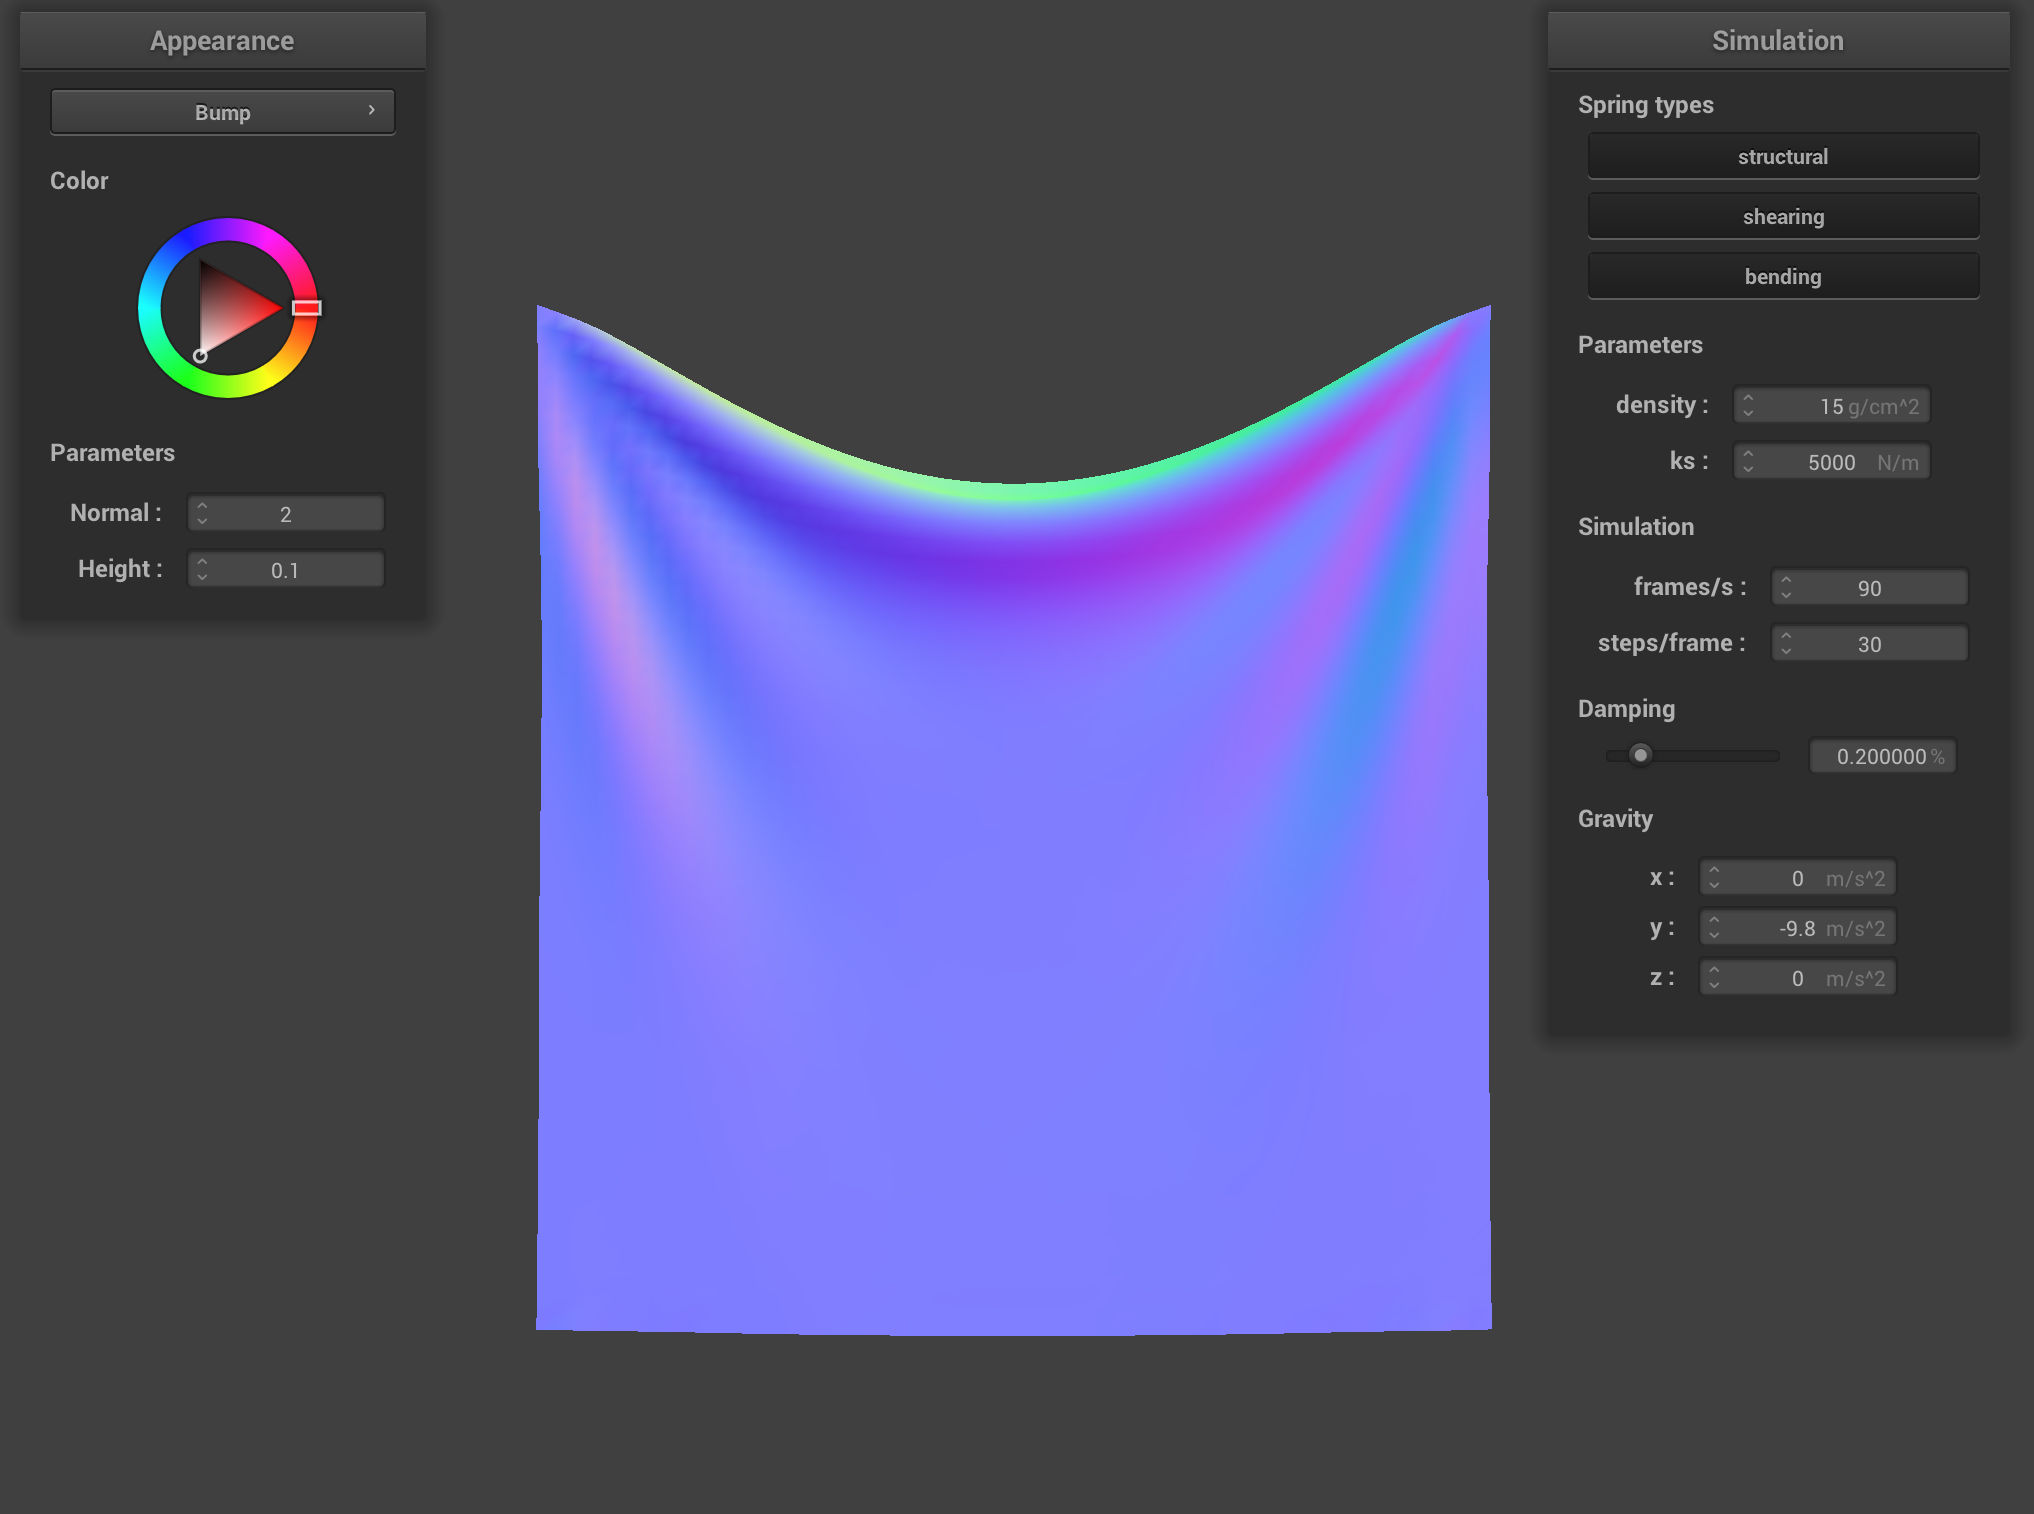 Appearance
Bump
Color
Parameters
Normal : 2
Height : 0.1
Simulation
Spring types
structural
shearing
bending
Parameters
density : 15 g/cm^2
ks : 5000 N/m
Simulation
frames/s : 90
steps/frame : 30
Damping
0.200000 %
Gravity
x : 0 m/s^2
y : -9.8 m/s^2
z : 0 m/s^2